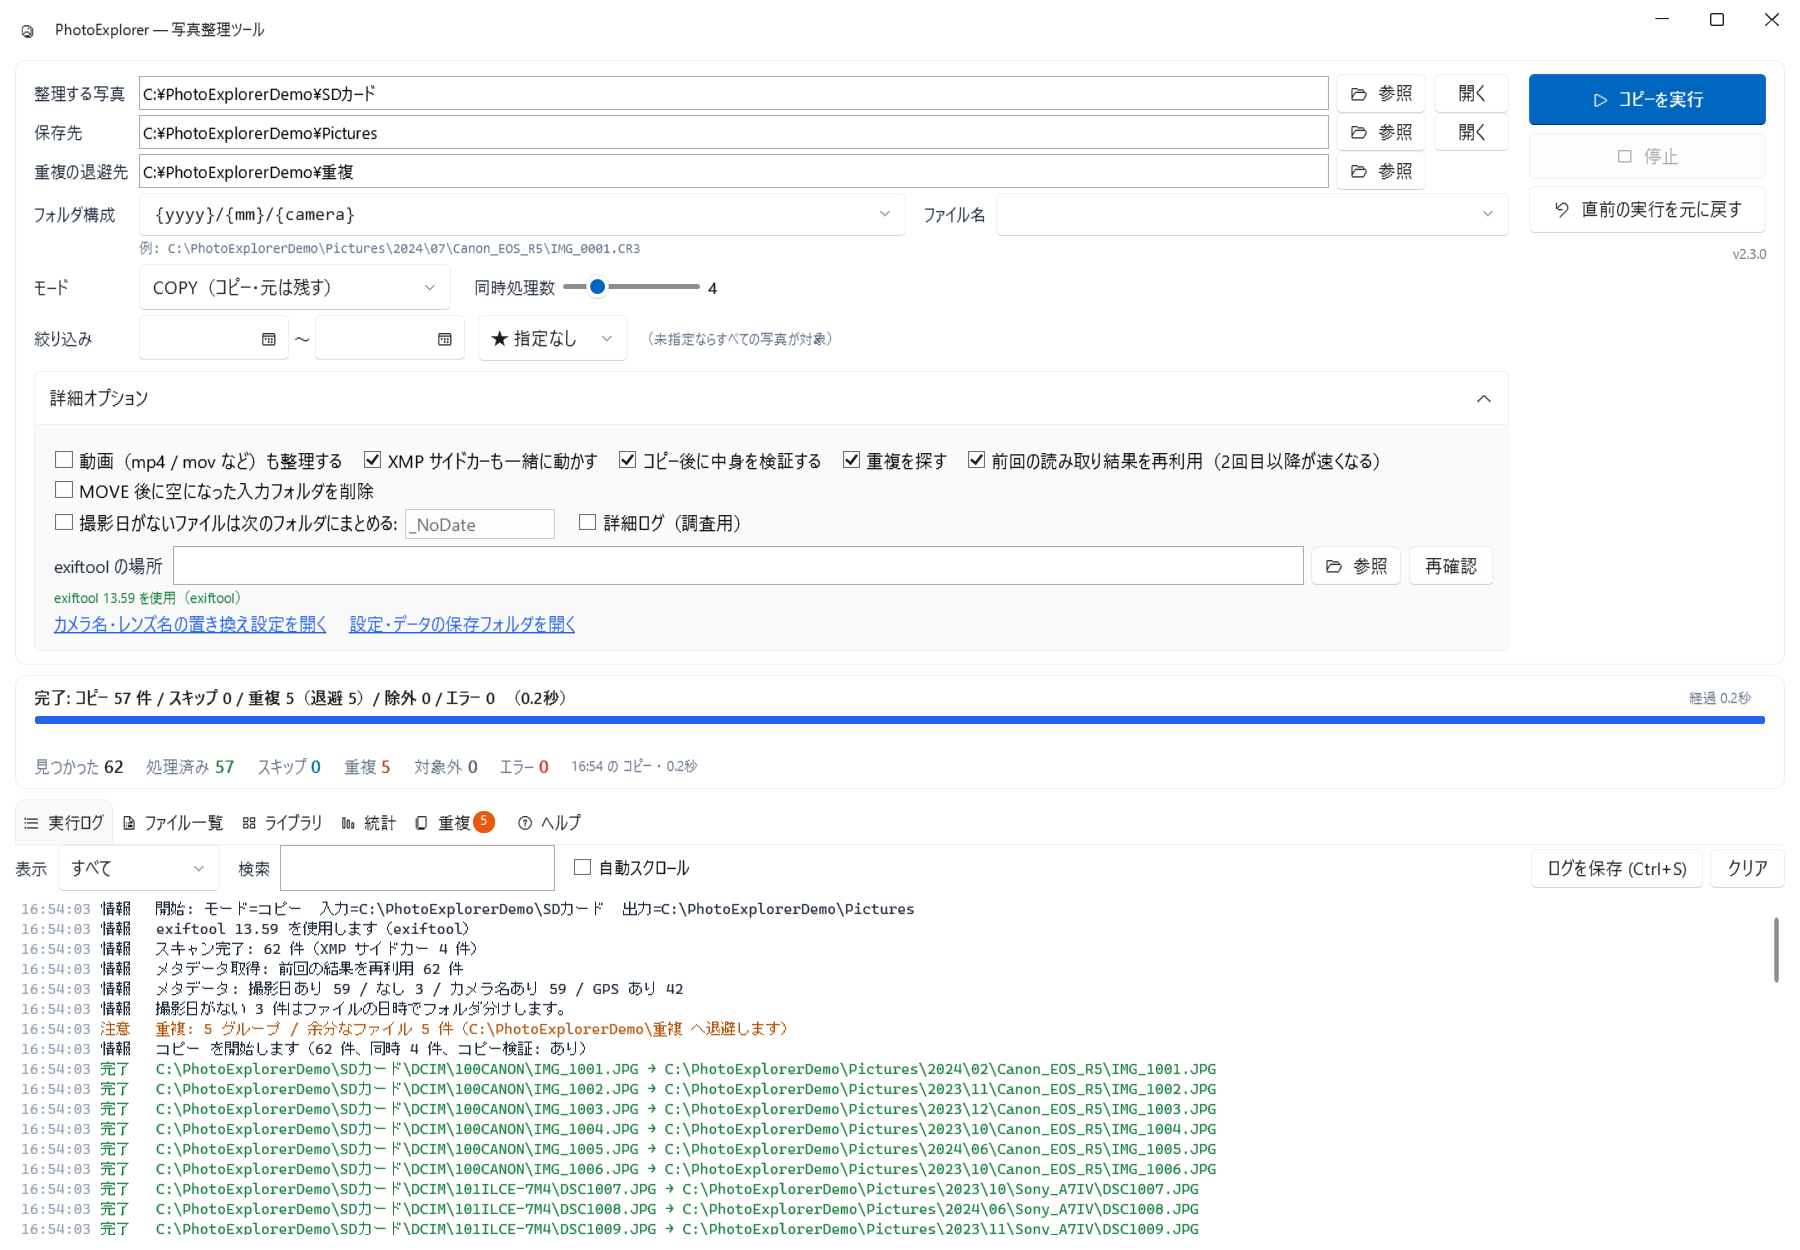 PhotoExplorer — 写真整理ツール
整理する写真 C:¥PhotoExplorerDemo¥SDカード 参照 開く
コピーを実行
保存先 C:¥PhotoExplorerDemo¥Pictures 参照 開く
停止
重複の退避先 C:¥PhotoExplorerDemo¥重複 参照
フォルダ構成 {yyyy}/{mm}/{camera} ファイル名
直前の実行を元に戻す
例: C:\PhotoExplorerDemo\Pictures\2024\07\Canon_EOS_R5\IMG_0001.CR3
v2.3.0
モード COPY（コピー・元は残す） 同時処理数 4
絞り込み ～ ★ 指定なし （未指定ならすべての写真が対象）
詳細オプション
動画（mp4 / mov など）も整理する XMP サイドカーも一緒に動かす コピー後に中身を検証する 重複を探す 前回の読み取り結果を再利用（2回目以降が速くなる）
MOVE 後に空になった入力フォルダを削除
撮影日がないファイルは次のフォルダにまとめる: _NoDate 詳細ログ（調査用）
exiftool の場所 参照 再確認
exiftool 13.59 を使用（exiftool）
カメラ名・レンズ名の置き換え設定を開く 設定・データの保存フォルダを開く
完了: コピー 57 件 / スキップ 0 / 重複 5（退避 5）/ 除外 0 / エラー 0 （0.2秒） 経過 0.2秒
見つかった 62 処理済み 57 スキップ 0 重複 5 対象外 0 エラー 0 16:54 の コピー・0.2秒
実行ログ ファイル一覧 ライブラリ 統計 重複 5 ヘルプ
表示 すべて 検索 自動スクロール ログを保存 (Ctrl+S) クリア
16:54:03 情報 開始: モード=コピー 入力=C:\PhotoExplorerDemo\SDカード 出力=C:\PhotoExplorerDemo\Pictures
16:54:03 情報 exiftool 13.59 を使用します（exiftool）
16:54:03 情報 スキャン完了: 62 件（XMP サイドカー 4 件）
16:54:03 情報 メタデータ取得: 前回の結果を再利用 62 件
16:54:03 情報 メタデータ: 撮影日あり 59 / なし 3 / カメラ名あり 59 / GPS あり 42
16:54:03 情報 撮影日がない 3 件はファイルの日時でフォルダ分けします。
16:54:03 注意 重複: 5 グループ / 余分なファイル 5 件（C:\PhotoExplorerDemo\重複 へ退避します）
16:54:03 情報 コピー を開始します（62 件、同時 4 件、コピー検証: あり）
16:54:03 完了 C:\PhotoExplorerDemo\SDカード\DCIM\100CANON\IMG_1001.JPG → C:\PhotoExplorerDemo\Pictures\2024\02\Canon_EOS_R5\IMG_1001.JPG
16:54:03 完了 C:\PhotoExplorerDemo\SDカード\DCIM\100CANON\IMG_1002.JPG → C:\PhotoExplorerDemo\Pictures\2023\11\Canon_EOS_R5\IMG_1002.JPG
16:54:03 完了 C:\PhotoExplorerDemo\SDカード\DCIM\100CANON\IMG_1003.JPG → C:\PhotoExplorerDemo\Pictures\2023\12\Canon_EOS_R5\IMG_1003.JPG
16:54:03 完了 C:\PhotoExplorerDemo\SDカード\DCIM\100CANON\IMG_1004.JPG → C:\PhotoExplorerDemo\Pictures\2023\10\Canon_EOS_R5\IMG_1004.JPG
16:54:03 完了 C:\PhotoExplorerDemo\SDカード\DCIM\100CANON\IMG_1005.JPG → C:\PhotoExplorerDemo\Pictures\2024\06\Canon_EOS_R5\IMG_1005.JPG
16:54:03 完了 C:\PhotoExplorerDemo\SDカード\DCIM\100CANON\IMG_1006.JPG → C:\PhotoExplorerDemo\Pictures\2023\10\Canon_EOS_R5\IMG_1006.JPG
16:54:03 完了 C:\PhotoExplorerDemo\SDカード\DCIM\101ILCE-7M4\DSC1007.JPG → C:\PhotoExplorerDemo\Pictures\2023\10\Sony_A7IV\DSC1007.JPG
16:54:03 完了 C:\PhotoExplorerDemo\SDカード\DCIM\101ILCE-7M4\DSC1008.JPG → C:\PhotoExplorerDemo\Pictures\2024\06\Sony_A7IV\DSC1008.JPG
16:54:03 完了 C:\PhotoExplorerDemo\SDカード\DCIM\101ILCE-7M4\DSC1009.JPG → C:\PhotoExplorerDemo\Pictures\2023\11\Sony_A7IV\DSC1009.JPG